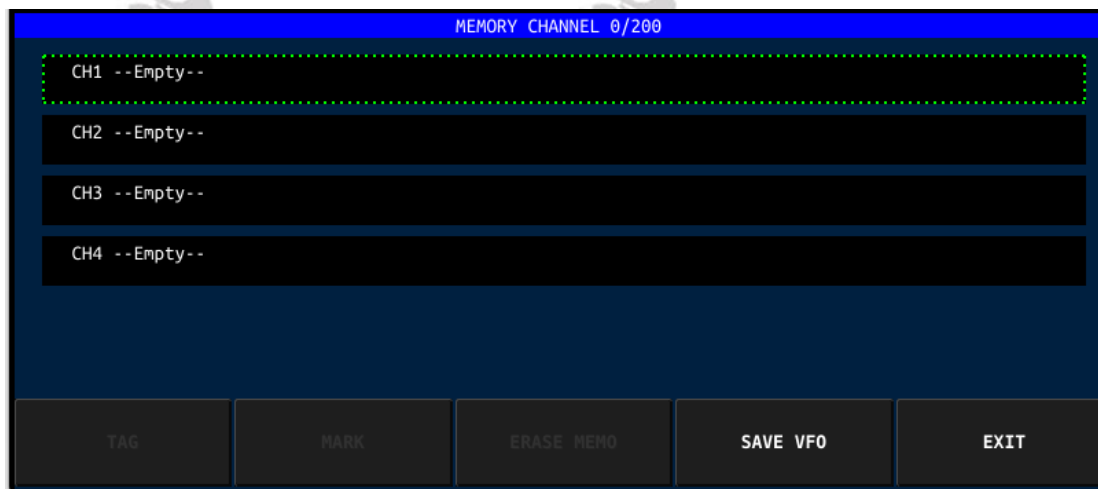 MEMORY CHANNEL 0/200
CH1 --Empty--
CH2 --Empty--
CH3 --Empty--
CH4 --Empty--
TAG MARK ERASE MEMO SAVE VFO EXIT